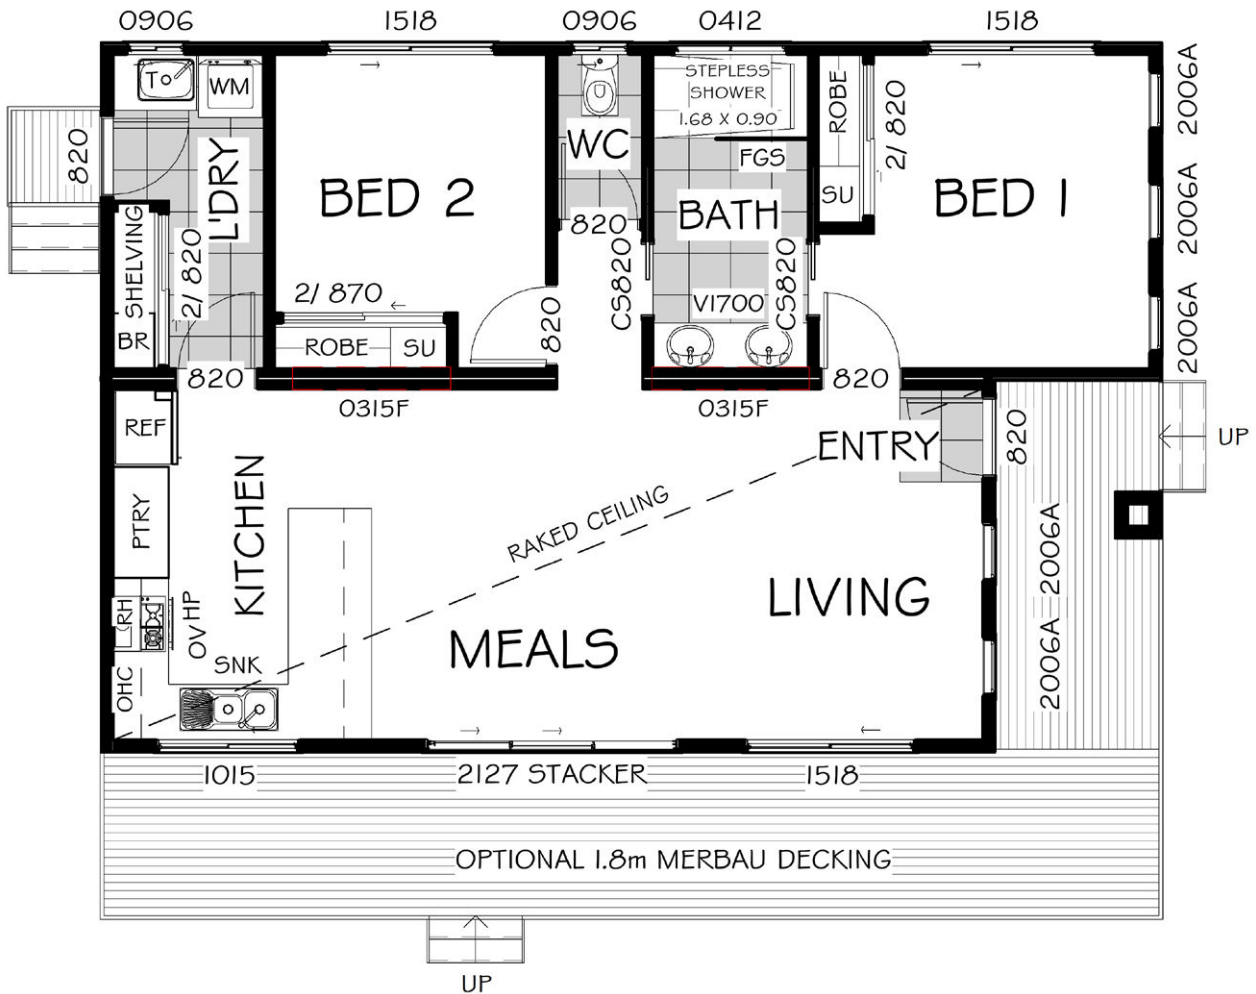 0906
1518
0906
0412
1518
T
WM
STEPLESS
SHOWER
1.68 X 0.90
ROBE
2/ 820
2006A
820
L'DRY
BED 2
WC
FGS
SU
BED 1
2006A
BATH
820
CS820
SHELVING
2/ 820
2/ 870
820
V1700
CS820
2006A
BR
ROBE
SU
820
820
0315F
0315F
REF
ENTRY
820
UP
KITCHEN
RAKED CEILING
PTRY
2006A
2006A
LIVING
RH
HP
OV
MEALS
SNK
OHC
1015
2127 STACKER
1518
OPTIONAL 1.8m MERBAU DECKING
UP